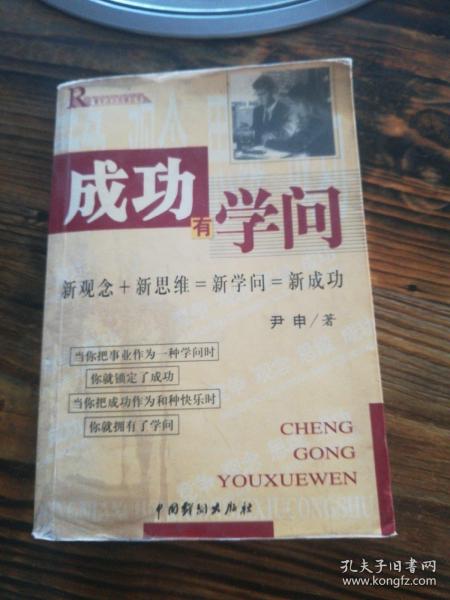 R
成功
有
学问
新观念+新思维=新学问=新成功
尹申/著
当你把事业作为一种学问时
你就锁定了成功
当你把成功作为和种快乐时
你就拥有了学问
CHENG
GONG
YOUXUEWEN
中国戏剧出版社
孔夫子旧书网
www.kongfz.com